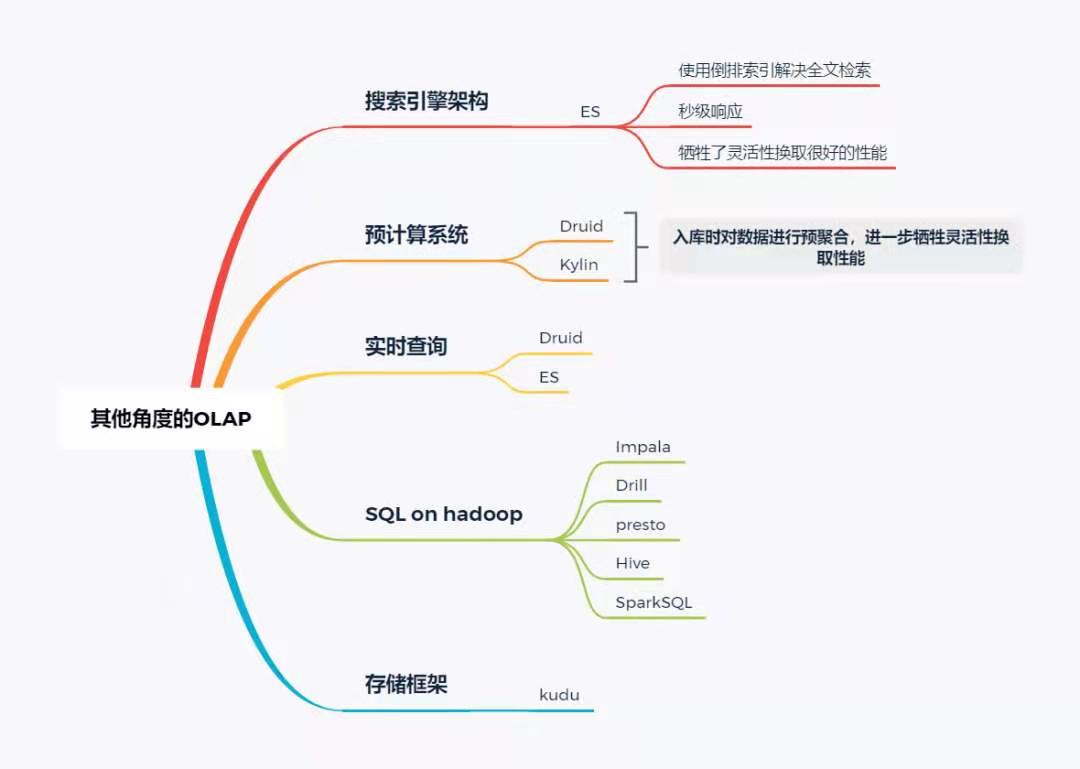 其他角度的OLAP
搜索引擎架构
ES
使用倒排索引解决全文检索
秒级响应
牺牲了灵活性换取很好的性能
预计算系统
Druid
Kylin
入库时对数据进行预聚合，进一步牺牲灵活性换
取性能
实时查询
Druid
ES
SQL on hadoop
Impala
Drill
presto
Hive
SparkSQL
存储框架
kudu